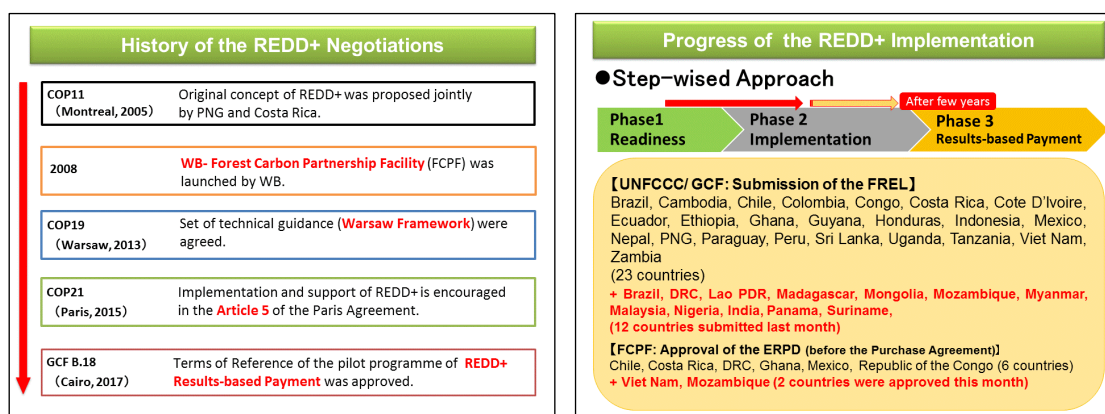 History of the REDD+ Negotiations
COP11
（Montreal, 2005）
Original concept of REDD+ was proposed jointly
by PNG and Costa Rica.
2008
WB- Forest Carbon Partnership Facility (FCPF) was
launched by WB.
COP19
（Warsaw, 2013）
Set of technical guidance (Warsaw Framework) were
agreed.
COP21
（Paris, 2015）
Implementation and support of REDD+ is encouraged
in the Article 5 of the Paris Agreement.
GCF B.18
（Cairo, 2017）
Terms of Reference of the pilot programme of REDD+
Results-based Payment was approved.
Progress of the REDD+ Implementation
●Step-wised Approach
After few years
Phase1
Readiness
Phase 2
Implementation
Phase 3
Results-based Payment
【UNFCCC/ GCF: Submission of the FREL】
Brazil, Cambodia, Chile, Colombia, Congo, Costa Rica, Cote D'Ivoire,
Ecuador, Ethiopia, Ghana, Guyana, Honduras, Indonesia, Mexico,
Nepal, PNG, Paraguay, Peru, Sri Lanka, Uganda, Tanzania, Viet Nam,
Zambia
(23 countries)
+ Brazil, DRC, Lao PDR, Madagascar, Mongolia, Mozambique, Myanmar,
Malaysia, Nigeria, India, Panama, Suriname,
(12 countries submitted last month)
【FCPF: Approval of the ERPD (before the Purchase Agreement)】
Chile, Costa Rica, DRC, Ghana, Mexico, Republic of the Congo (6 countries)
+ Viet Nam, Mozambique (2 countries were approved this month)